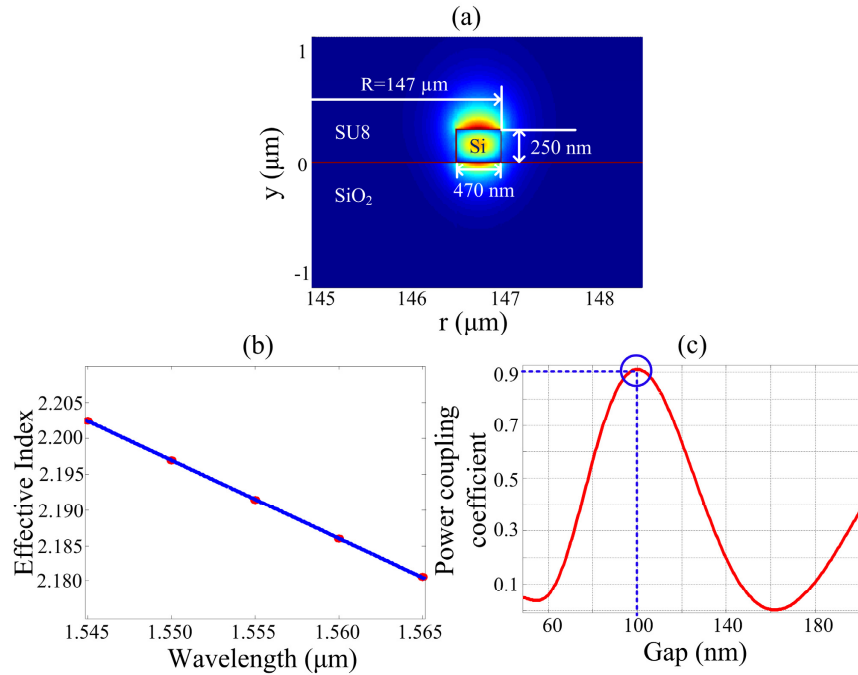 (a)
1
R=147 µm
SU8
Si
250 nm
y (µm)
0
470 nm
SiO2
-1
145 146 147 148
r (µm)
(b)
2.205
2.200
2.195
2.190
2.185
2.180
Effective Index
1.545 1.550 1.555 1.560 1.565
Wavelength (µm)
(c)
0.9
0.7
0.5
0.3
0.1
Power coupling
coefficient
60 100 140 180
Gap (nm)